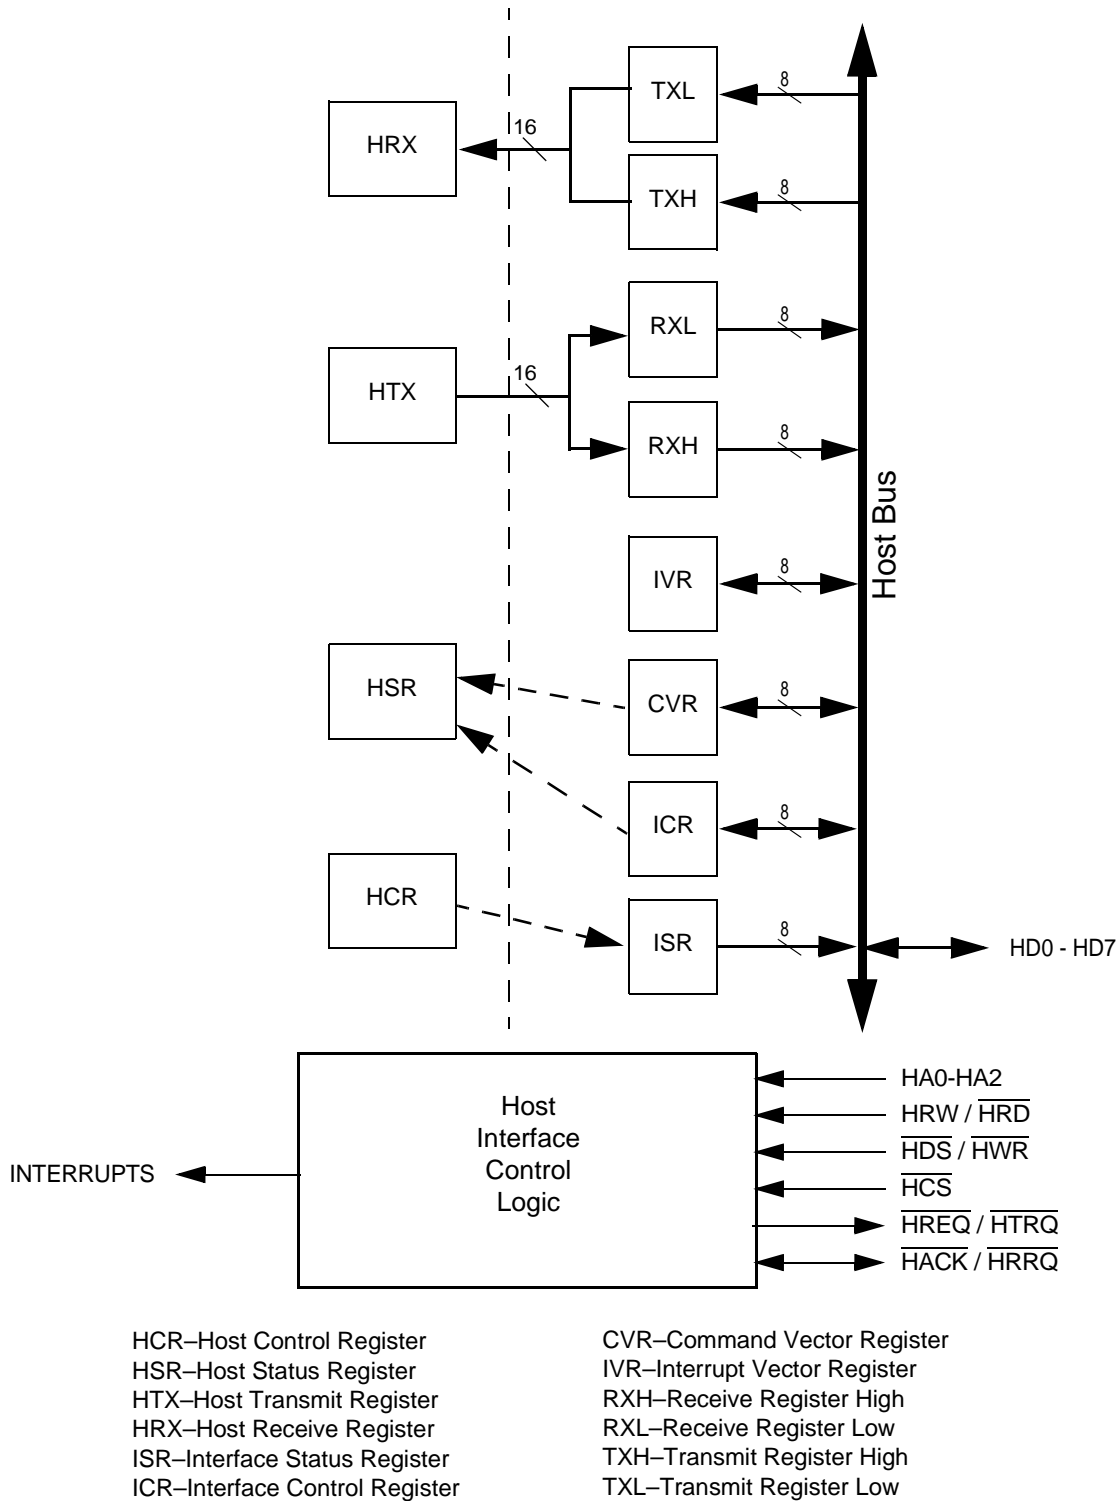 TXL
8
HRX
16
TXH
8
RXL
8
HTX
16
RXH
8
Host Bus
IVR
8
HSR
CVR
8
ICR
8
HCR
ISR
8
HD0 - HD7
Host
Interface
Control
Logic
INTERRUPTS
HA0-HA2
HRW / HRD
HDS / HWR
HCS
HREQ / HTRQ
HACK / HRRQ
HCR–Host Control Register
HSR–Host Status Register
HTX–Host Transmit Register
HRX–Host Receive Register
ISR–Interface Status Register
ICR–Interface Control Register
CVR–Command Vector Register
IVR–Interrupt Vector Register
RXH–Receive Register High
RXL–Receive Register Low
TXH–Transmit Register High
TXL–Transmit Register Low